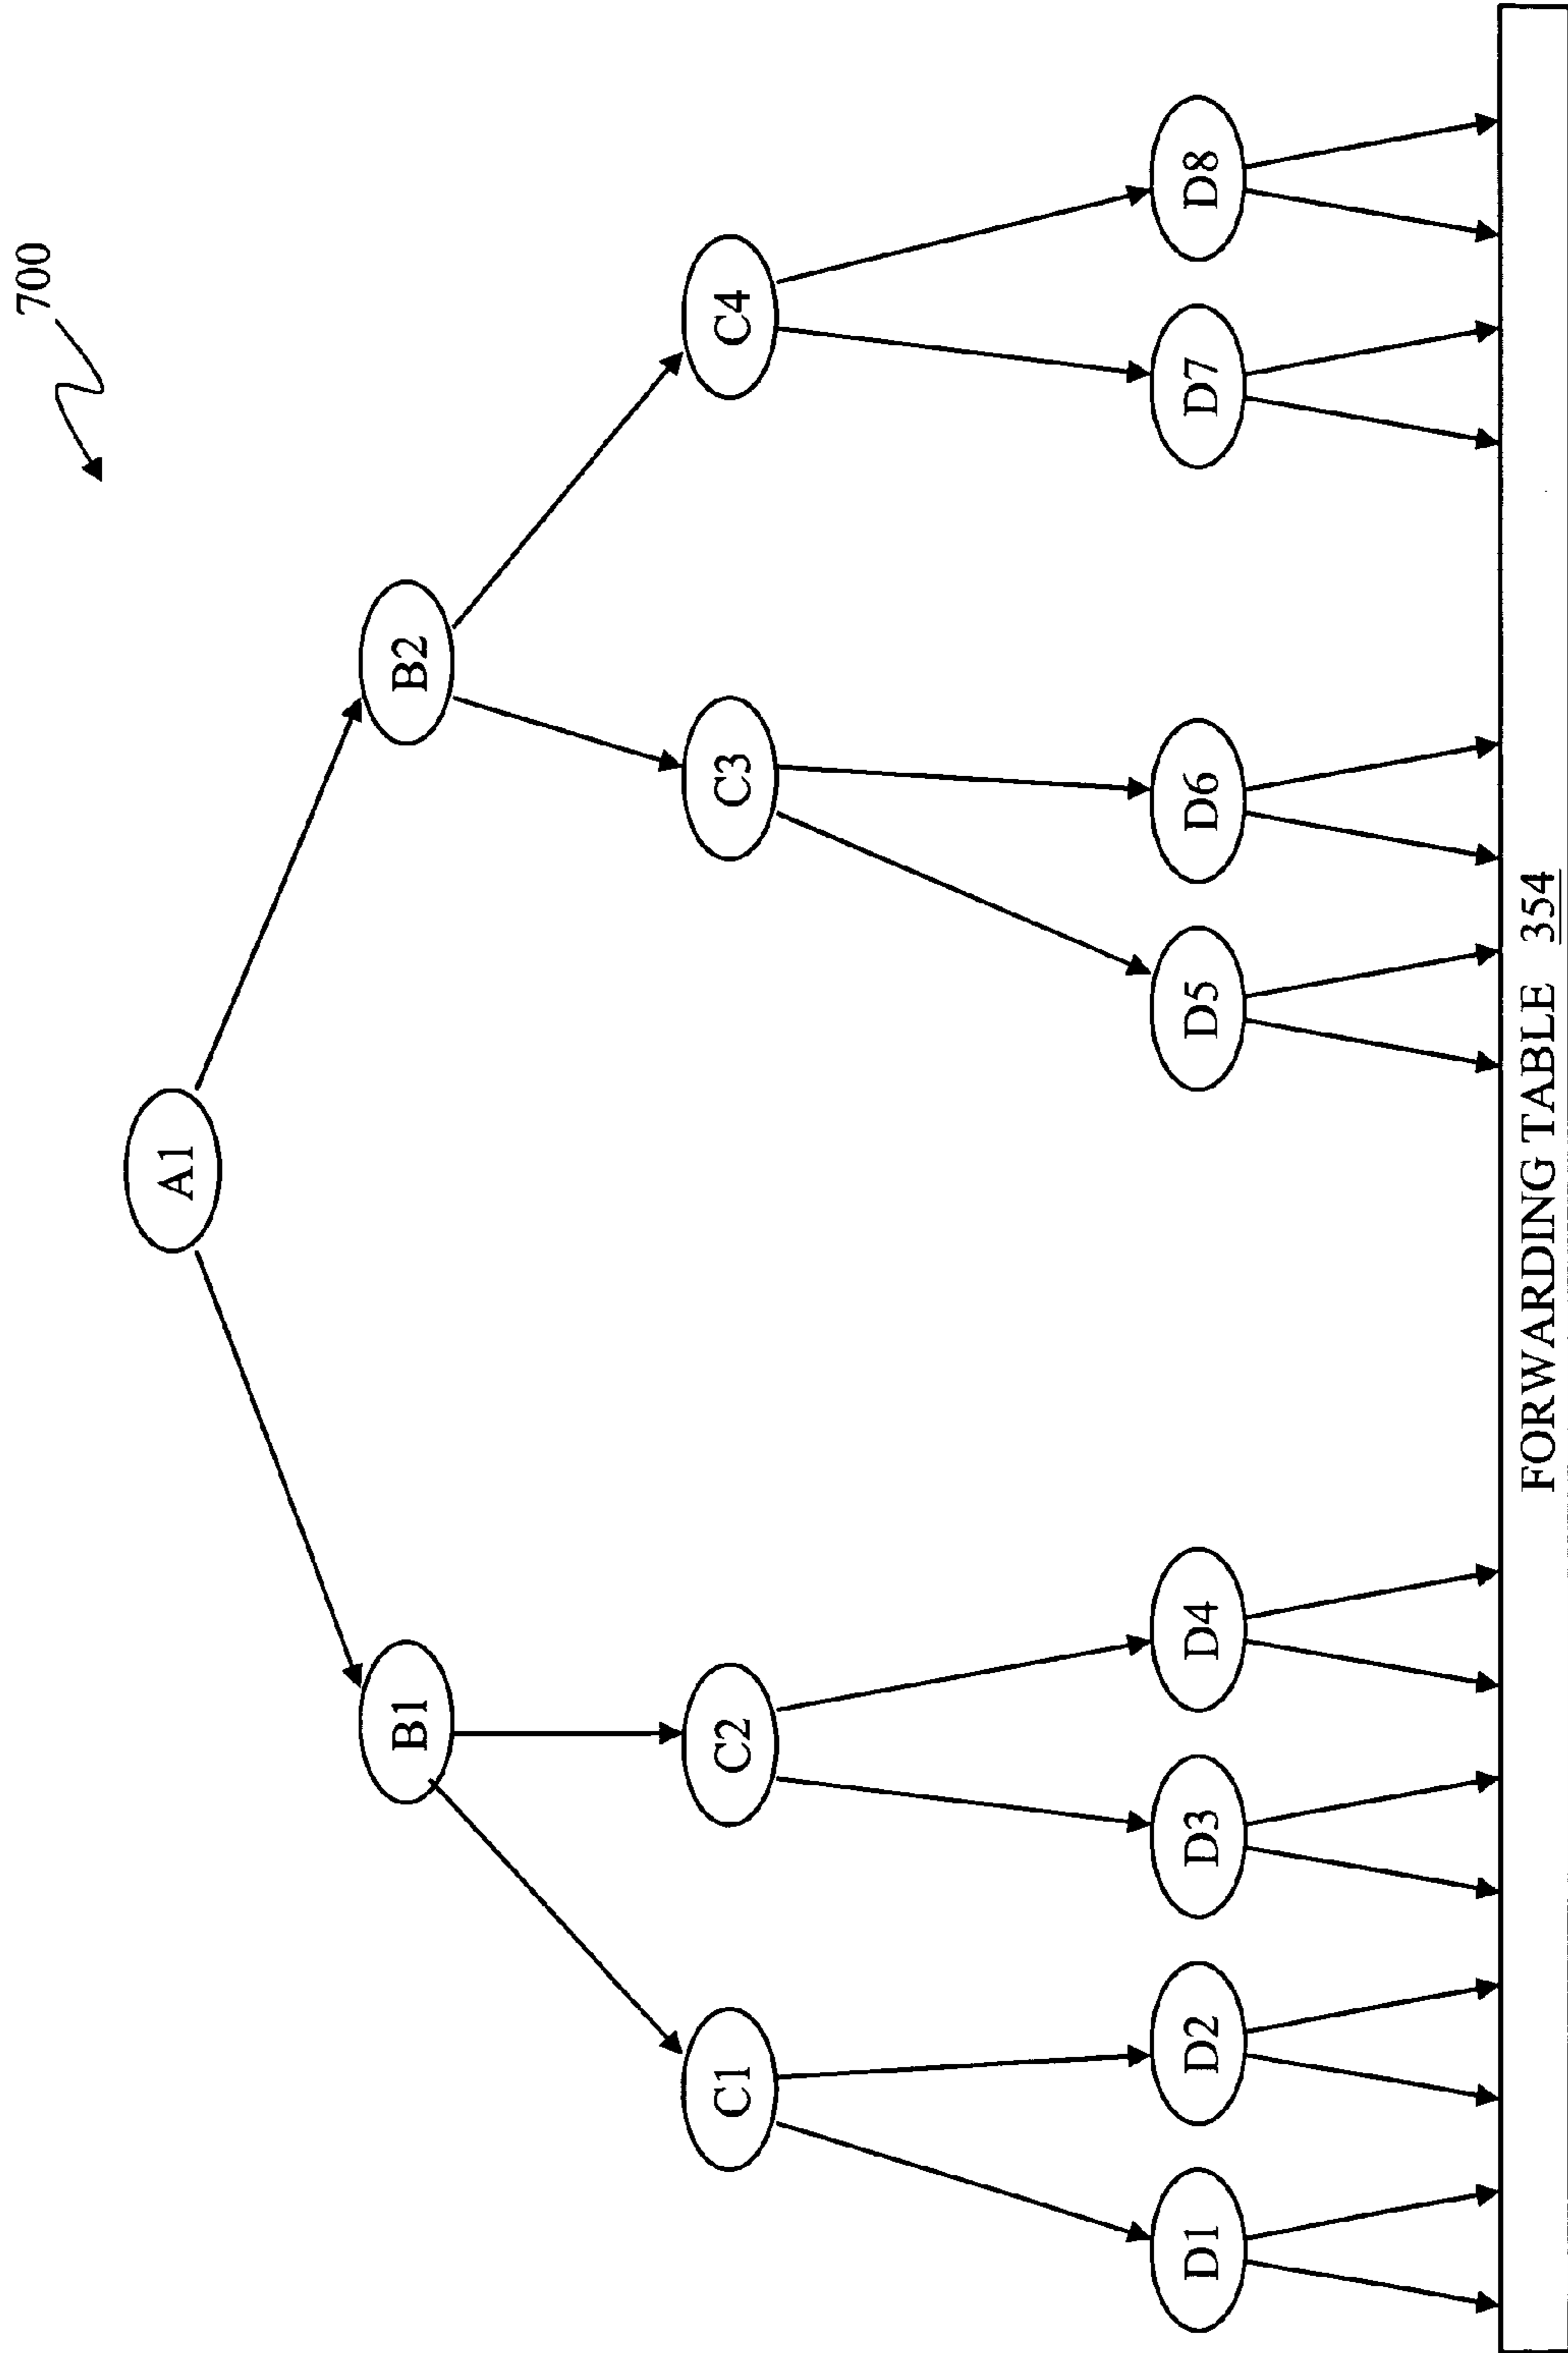 700
A1
B1
B2
C1
C2
C3
C4
D1
D2
D3
D4
D5
D6
D7
D8
FORWARDING TABLE 354